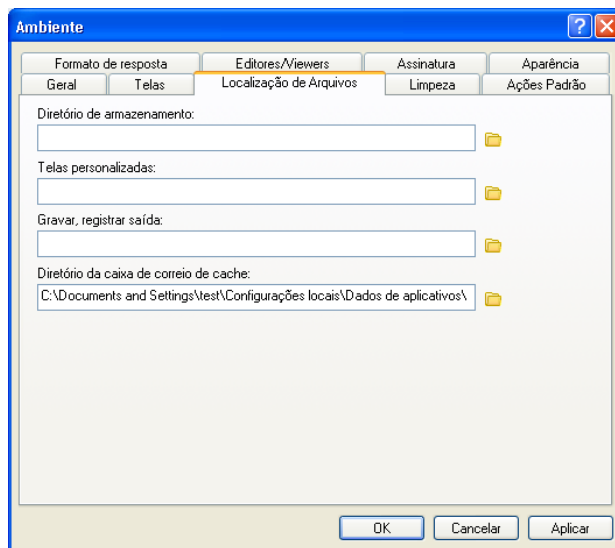 Ambiente
Formato de resposta Editores/Viewers Assinatura Aparência
Geral Telas Localização de Arquivos Limpeza Ações Padrão
Diretório de armazenamento:
Telas personalizadas:
Gravar, registrar saída:
Diretório da caixa de correio de cache:
C:\Documents and Settings\test\Configurações locais\Dados de aplicativos\
OK Cancelar Aplicar